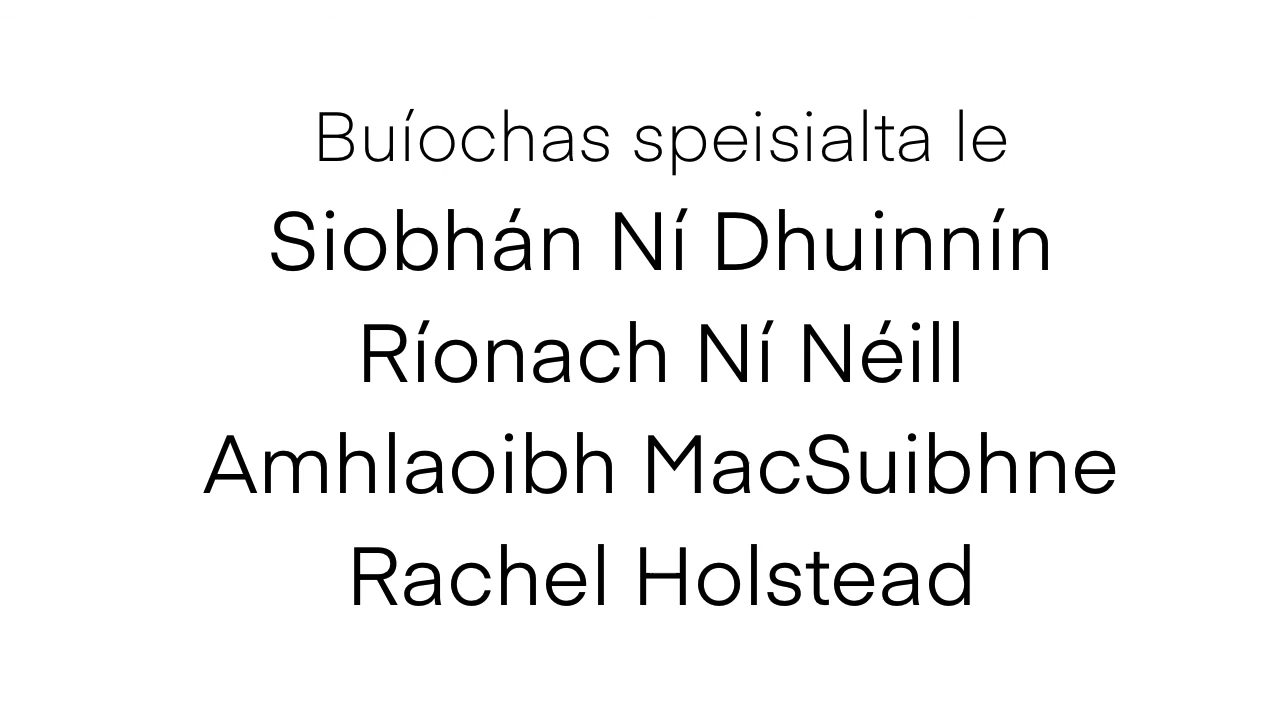 Buíochas speisialta le
Siobhán Ní Dhuinnín
Ríonach Ní Néill
Amhlaoibh MacSuibhne
Rachel Holstead